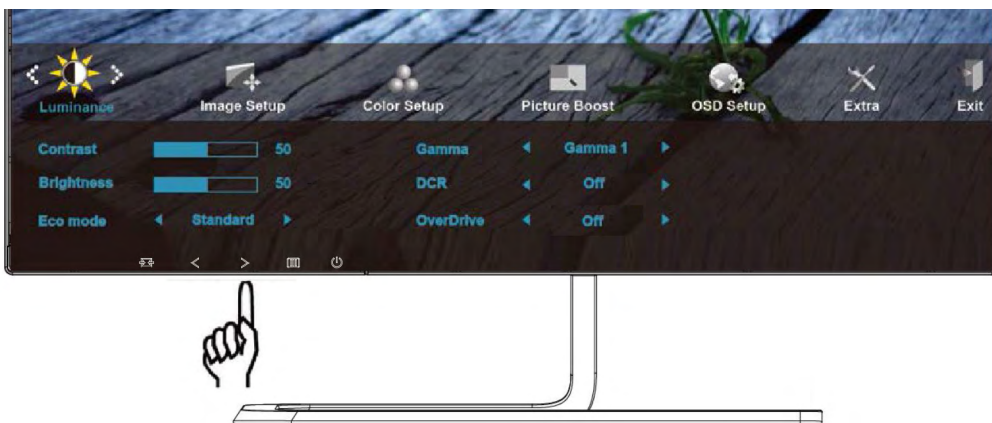 Luminance Image Setup Color Setup Picture Boost OSD Setup Extra Exit
Contrast 50 Gamma Gamma 1
Brightness 50 DCR Off
Eco mode Standard OverDrive Off